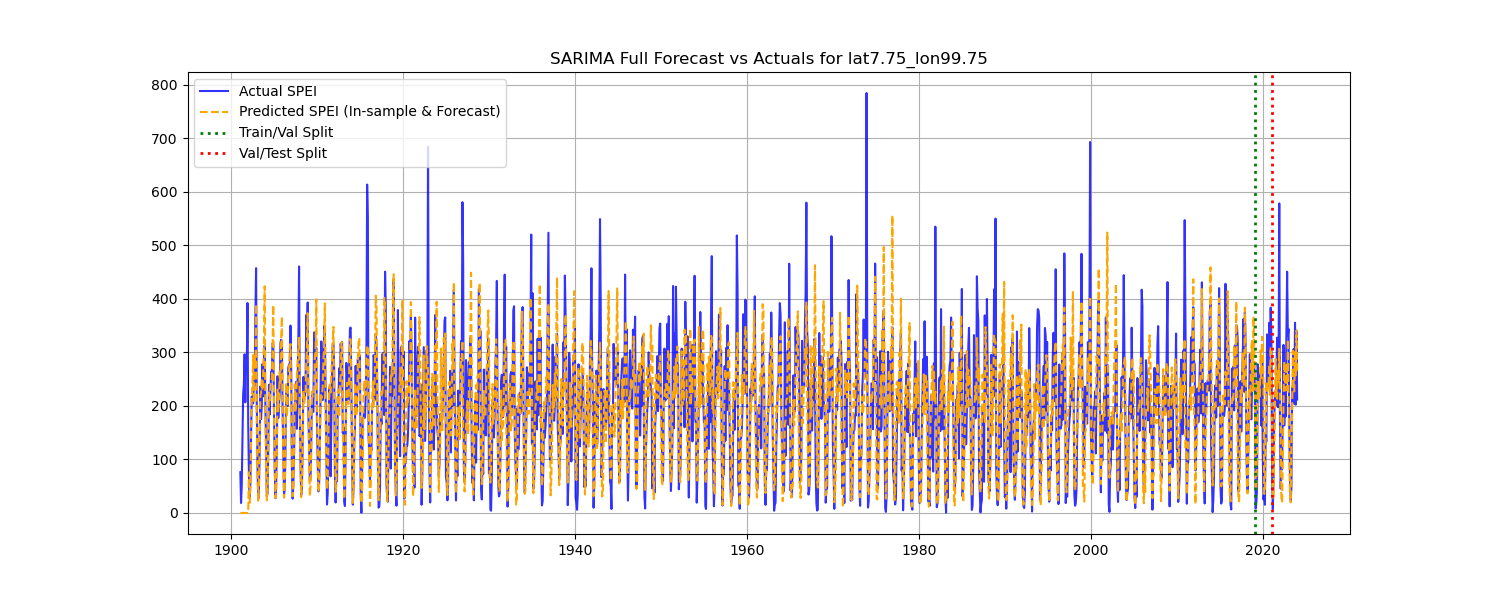 SARIMA Full Forecast vs Actuals for lat7.75_lon99.75
Actual SPEI
Predicted SPEI (In-sample & Forecast)
Train/Val Split
Val/Test Split
800
700
600
500
400
300
200
100
0
1900 1920 1940 1960 1980 2000 2020